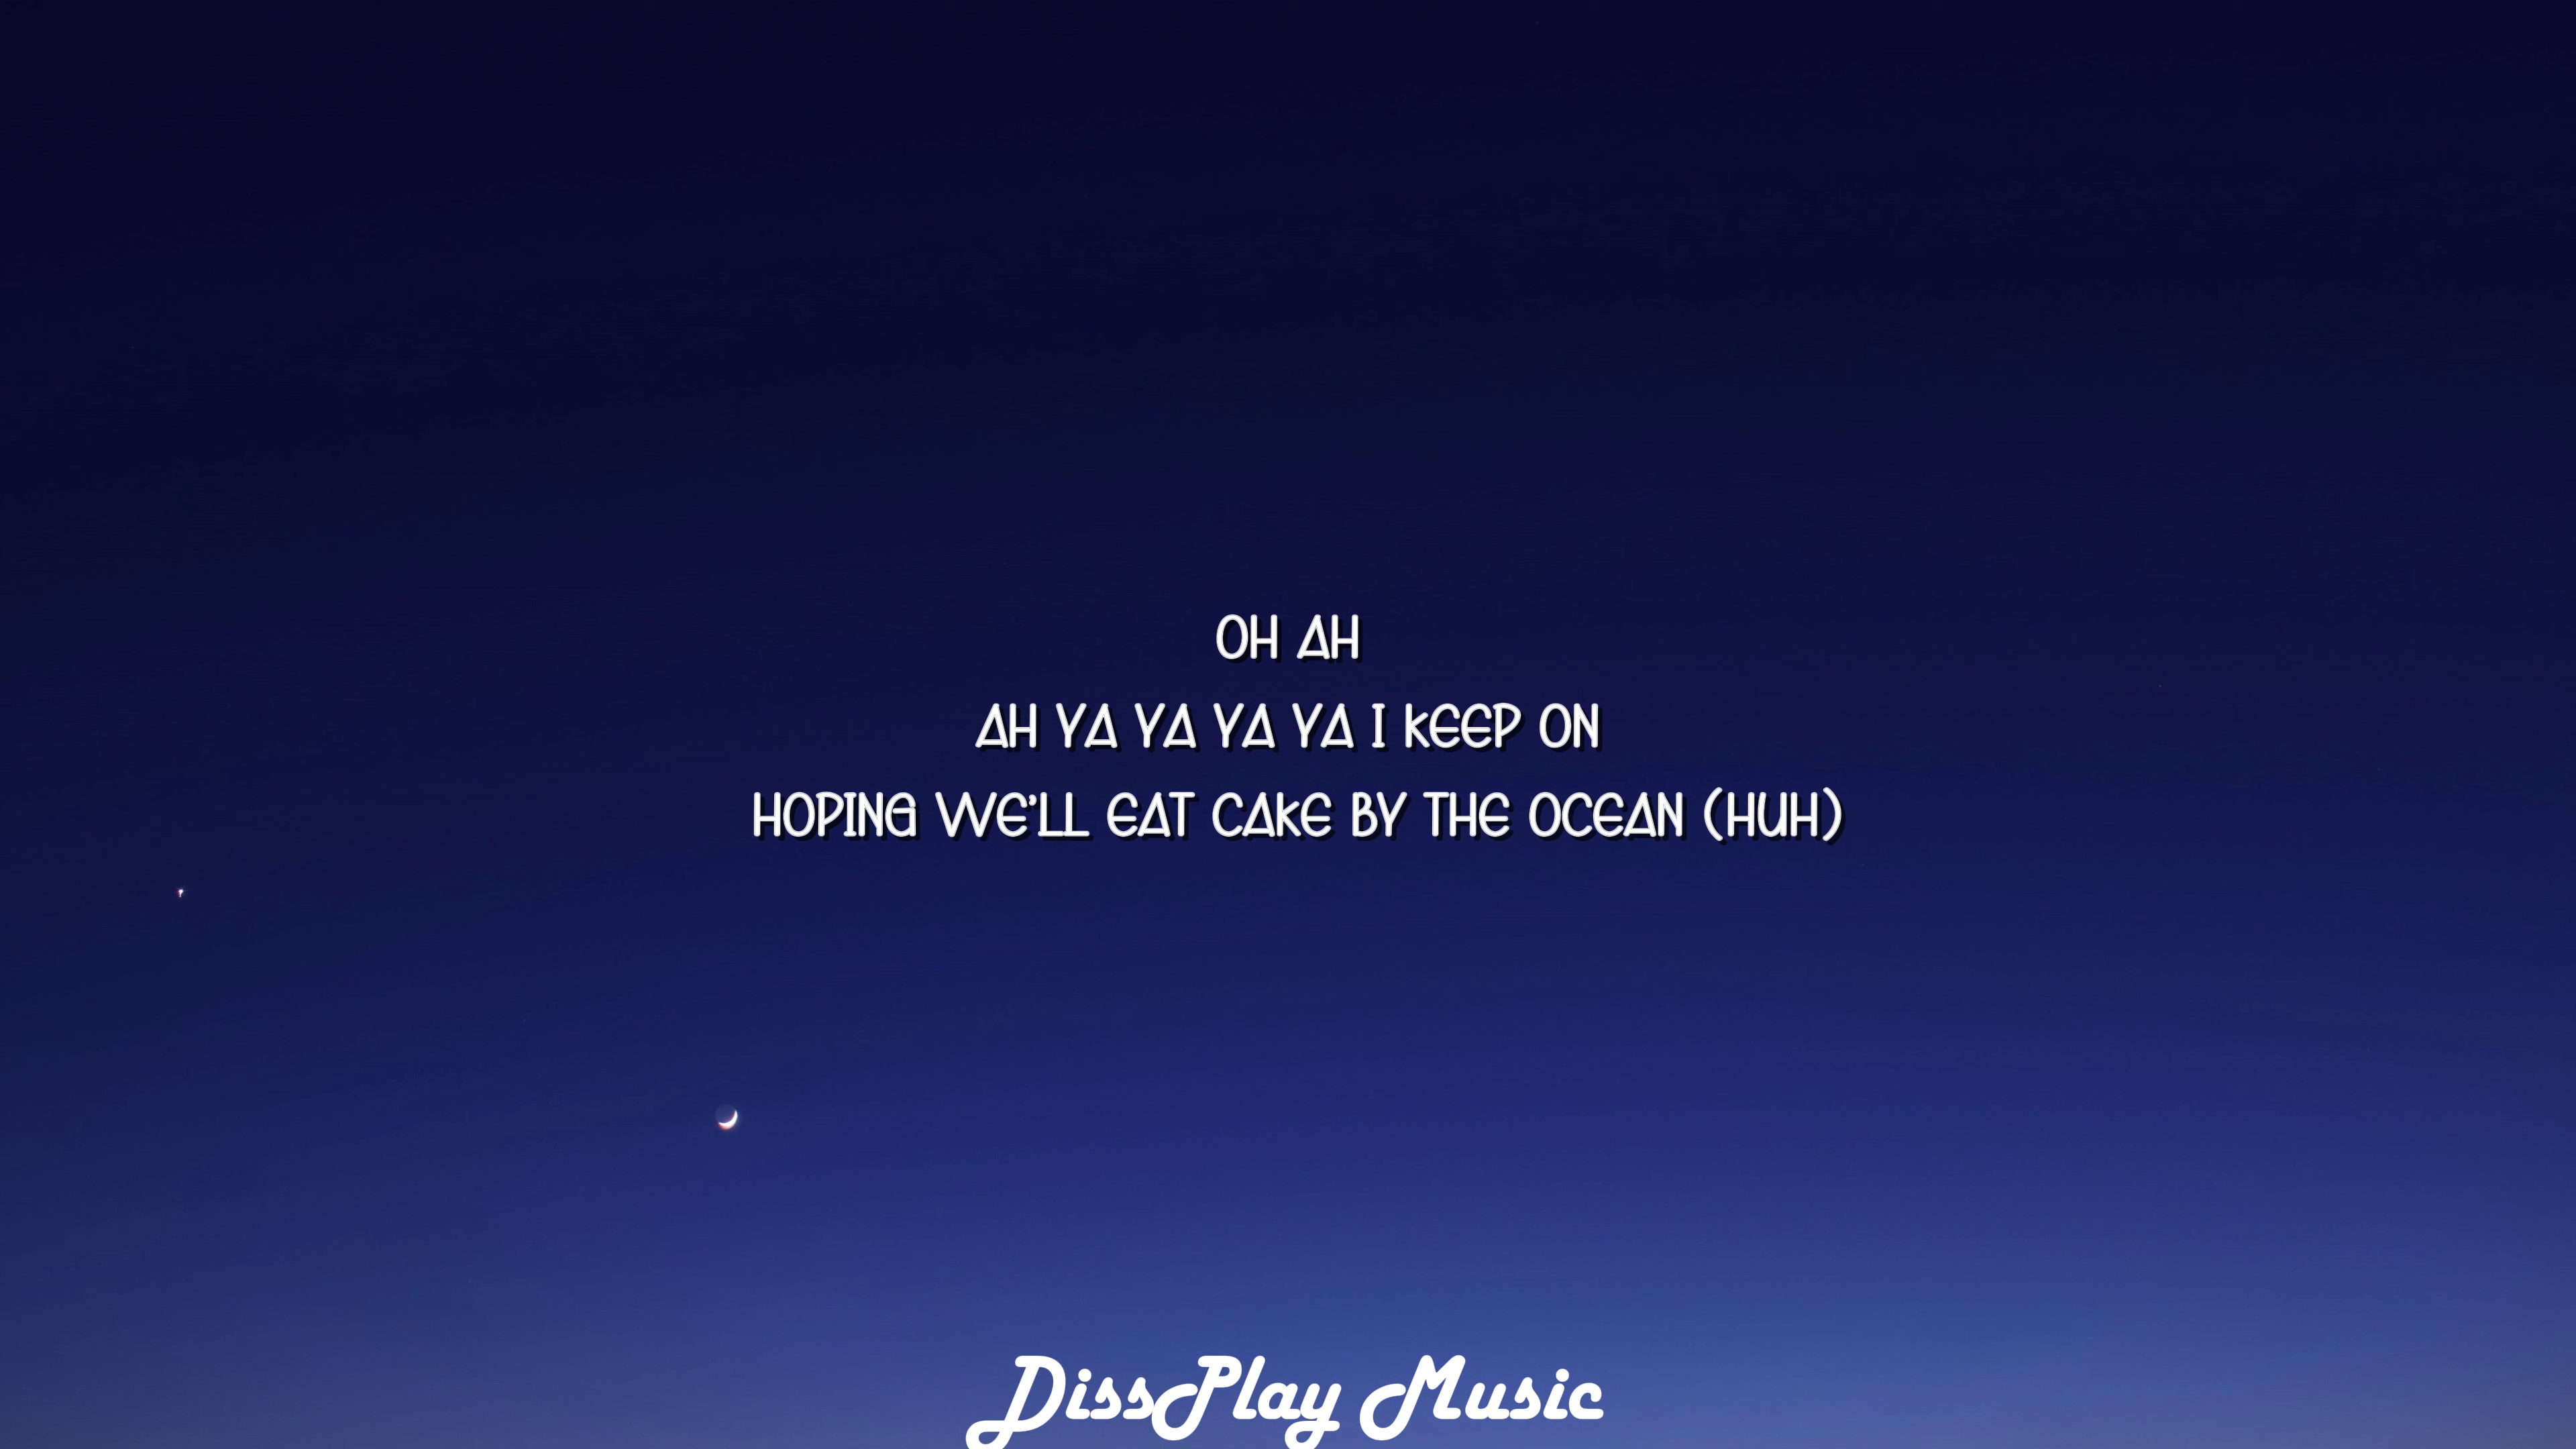 OH AH
AH YA YA YA YA I KEEP ON
HOPING WE'LL EAT CAKE BY THE OCEAN (HUH)
DissPlay Music